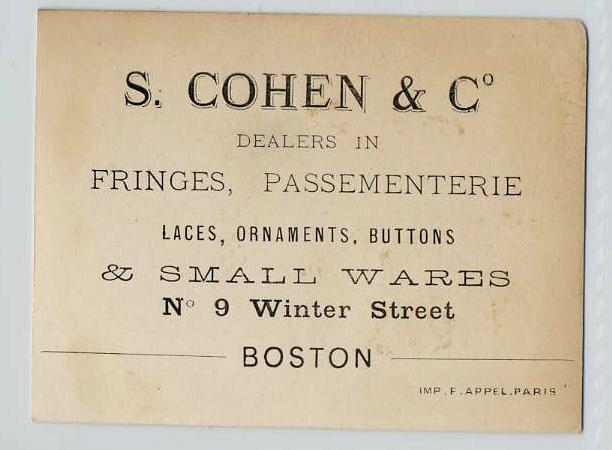 S. COHEN & Cº
DEALERS IN
FRINGES, PASSEMENTERIE
LACES, ORNAMENTS, BUTTONS
& SMALL WARES
Nº 9 Winter Street
BOSTON
IMP. F. APPEL. PARIS